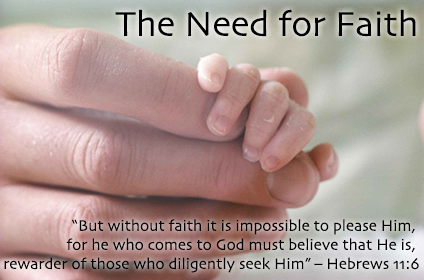 The Need for Faith
“But without faith it is impossible to please Him,
for he who comes to God must believe that He is,
rewarder of those who diligently seek Him” – Hebrews 11:6